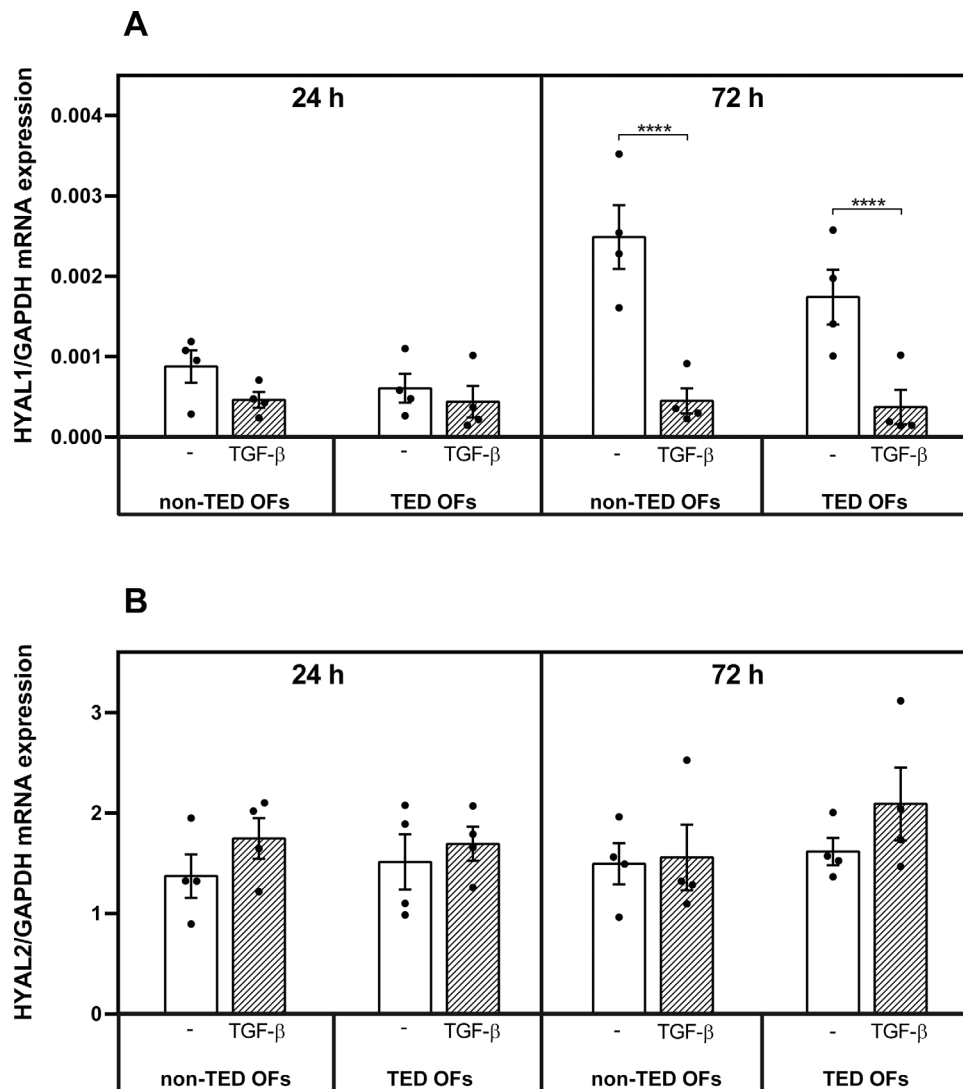 A
24 h
72 h
HYAL1/GAPDH mRNA expression
0.004
0.003
0.002
0.001
0.000
****
****
- TGF-β - TGF-β - TGF-β - TGF-β
non-TED OFs TED OFs non-TED OFs TED OFs
B
24 h
72 h
HYAL2/GAPDH mRNA expression
3
2
1
0
- TGF-β - TGF-β - TGF-β - TGF-β
non-TED OFs TED OFs non-TED OFs TED OFs